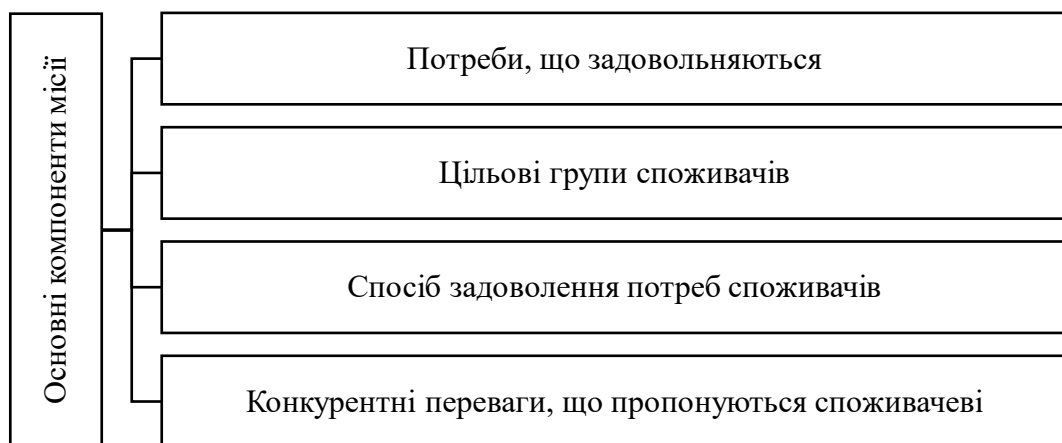 Основні компоненти місії
Потреби, що задовольняються
Цільові групи споживачів
Спосіб задоволення потреб споживачів
Конкурентні переваги, що пропонуються споживачеві